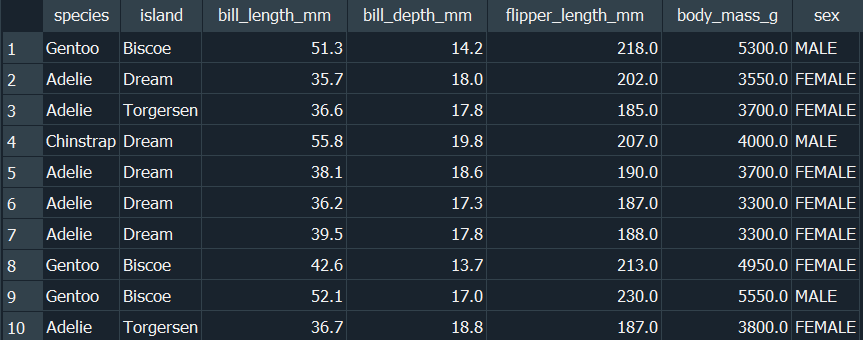 species island bill_length_mm bill_depth_mm flipper_length_mm body_mass_g sex
1 Gentoo Biscoe 51.3 14.2 218.0 5300.0 MALE
2 Adelie Dream 35.7 18.0 202.0 3550.0 FEMALE
3 Adelie Torgersen 36.6 17.8 185.0 3700.0 FEMALE
4 Chinstrap Dream 55.8 19.8 207.0 4000.0 MALE
5 Adelie Dream 38.1 18.6 190.0 3700.0 FEMALE
6 Adelie Dream 36.2 17.3 187.0 3300.0 FEMALE
7 Adelie Dream 39.5 17.8 188.0 3300.0 FEMALE
8 Gentoo Biscoe 42.6 13.7 213.0 4950.0 FEMALE
9 Gentoo Biscoe 52.1 17.0 230.0 5550.0 MALE
10 Adelie Torgersen 36.7 18.8 187.0 3800.0 FEMALE